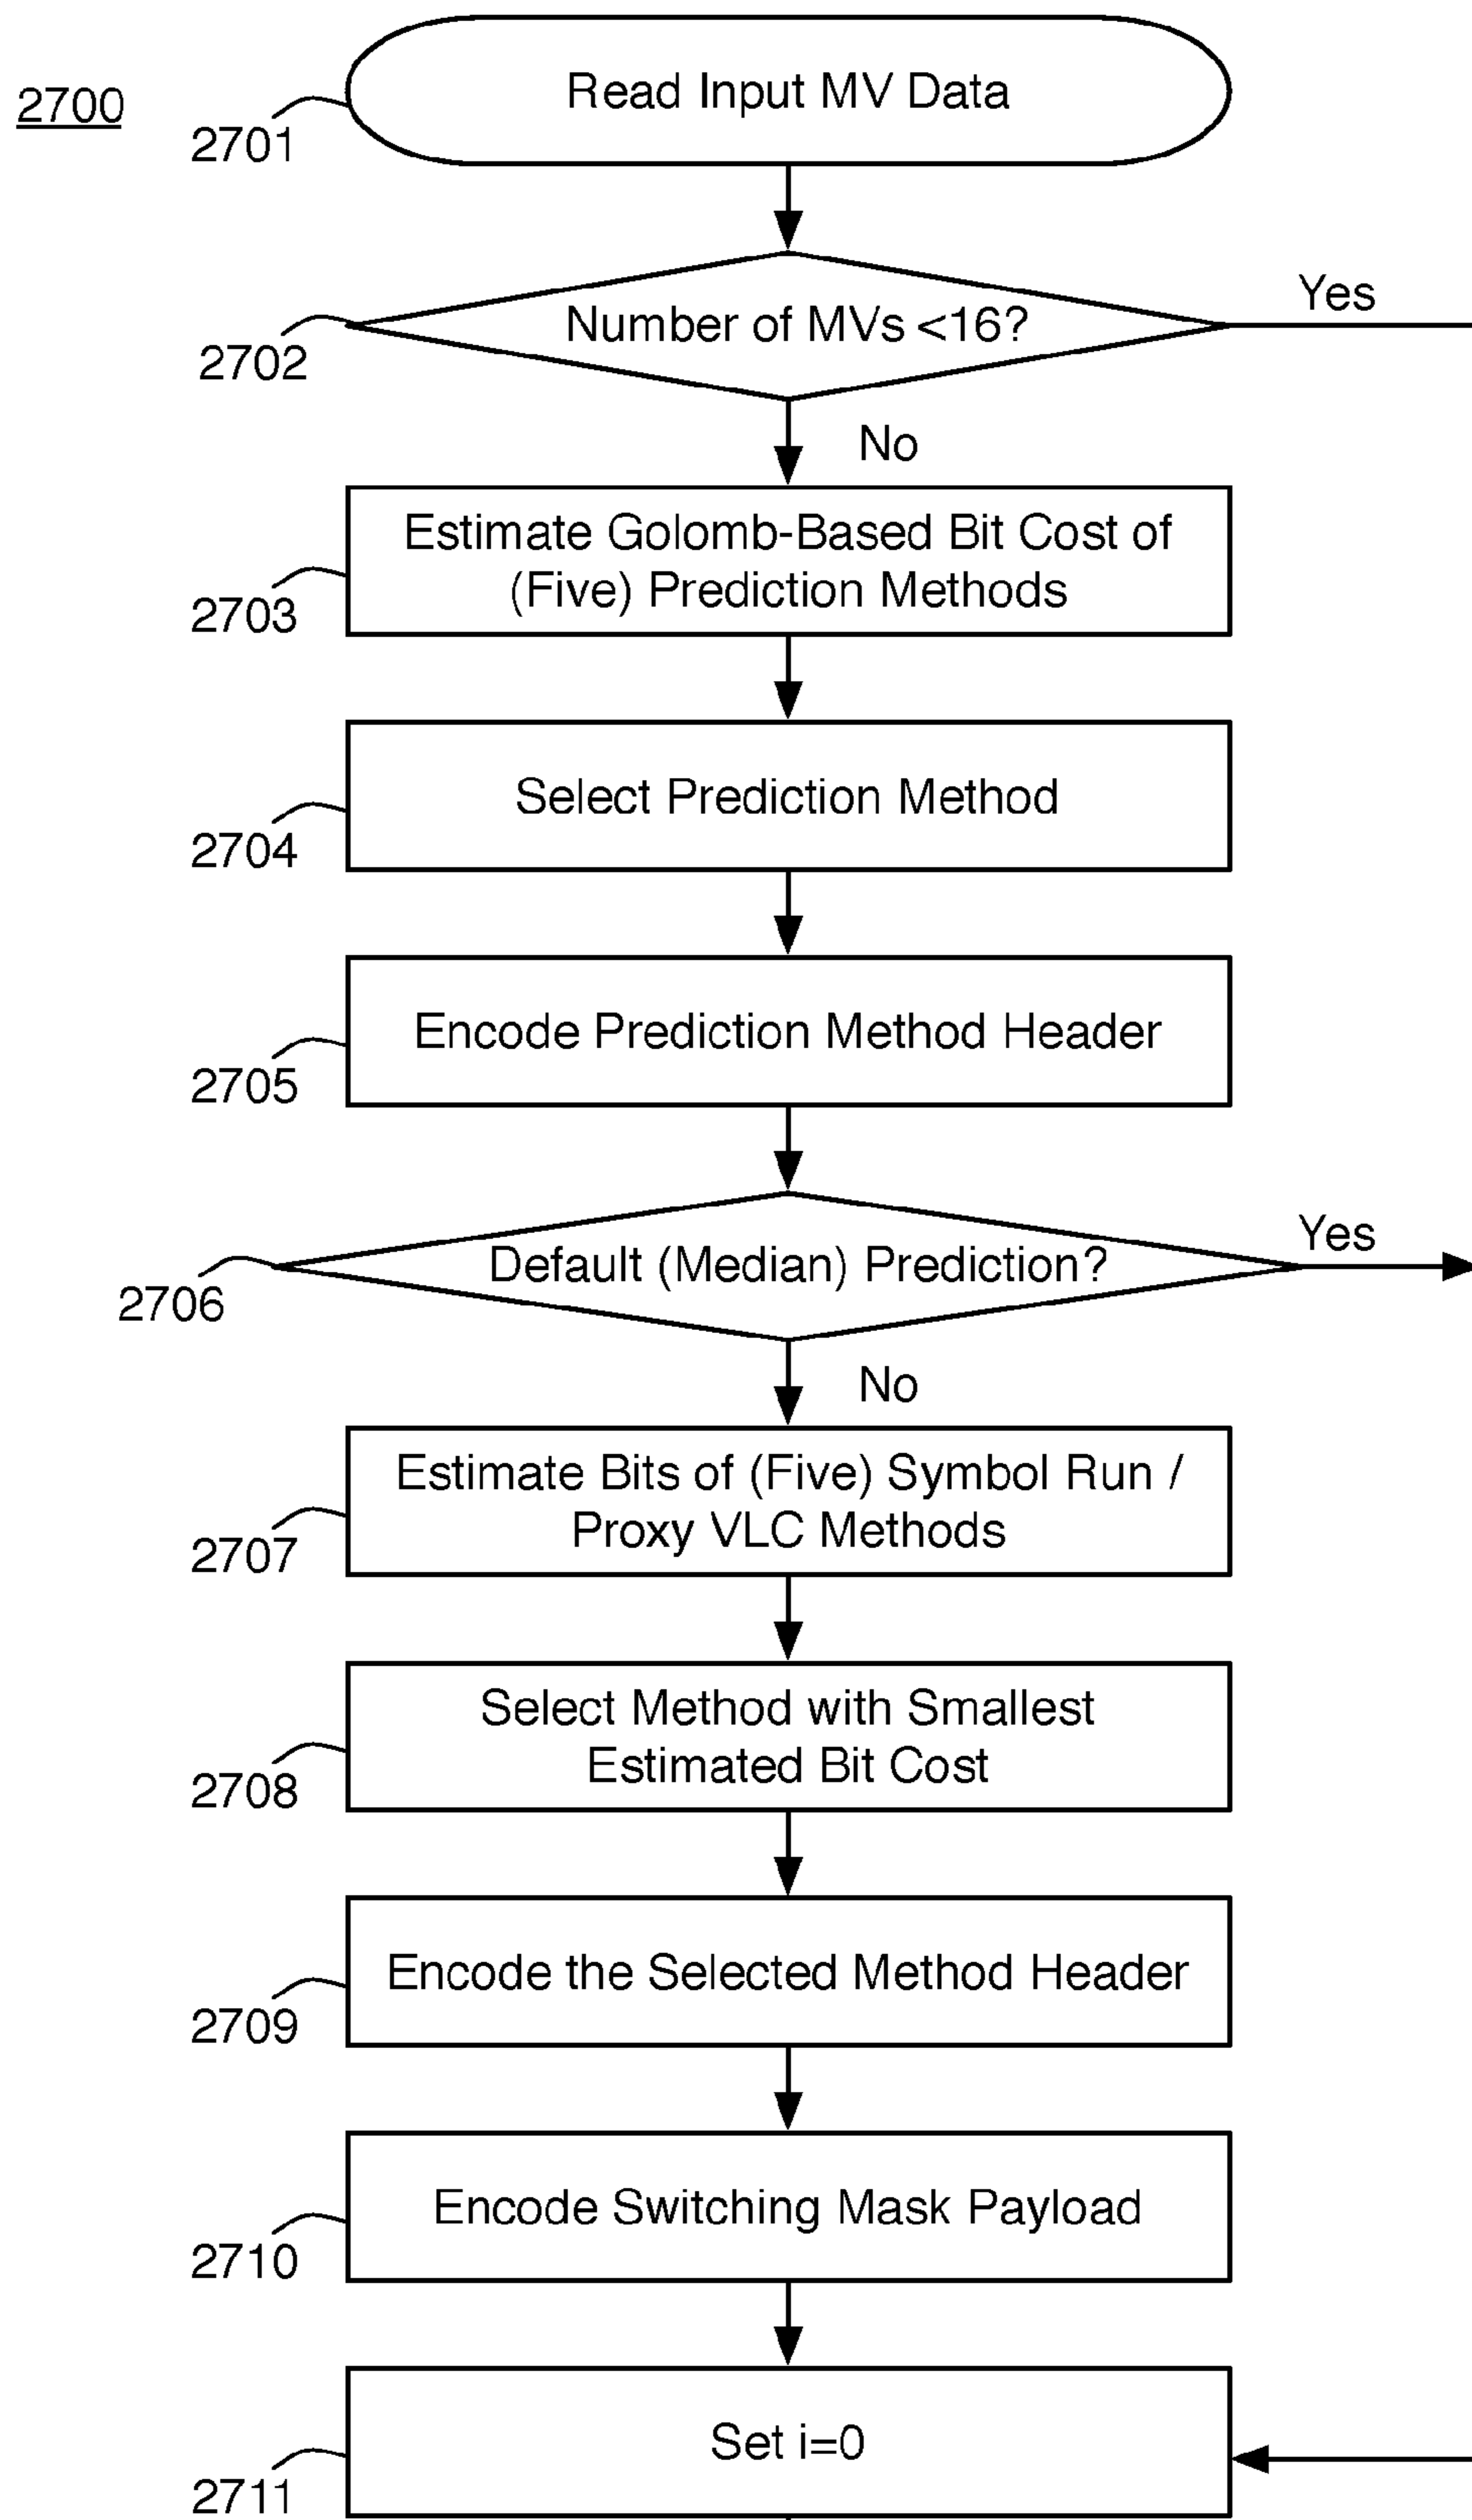 2700
Read Input MV Data
2701
Yes
Number of MVs <16?
2702
No
Estimate Golomb-Based Bit Cost of
(Five) Prediction Methods
2703
Select Prediction Method
2704
Encode Prediction Method Header
2705
Yes
Default (Median) Prediction?
2706
No
Estimate Bits of (Five) Symbol Run /
Proxy VLC Methods
2707
Select Method with Smallest
Estimated Bit Cost
2708
Encode the Selected Method Header
2709
Encode Switching Mask Payload
2710
Set i=0
2711